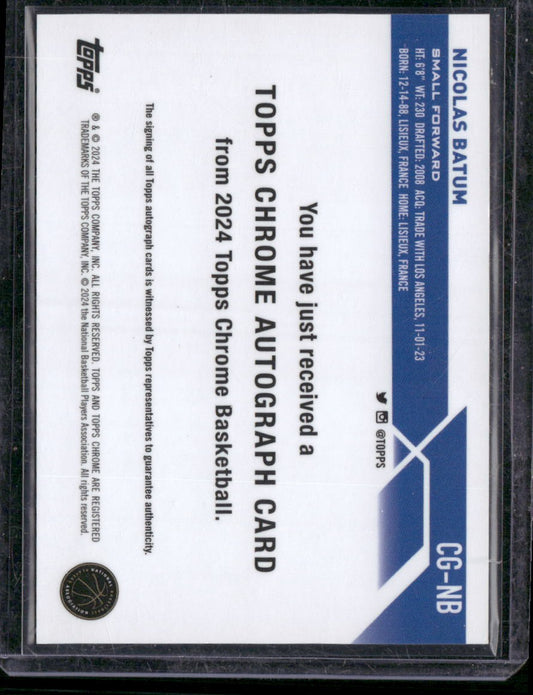 NICOLAS BATUM
SMALL FORWARD
HT: 6'8" WT: 230 DRAFTED: 2008 ACQ: TRADE WITH LOS ANGELES, 11-01-23
BORN: 12-14-88, LISIEUX, FRANCE HOME: LISIEUX, FRANCE
CG-NB
@TOPPS
You have just received a
TOPPS CHROME AUTOGRAPH CARD
from 2024 Topps Chrome Basketball.
The signing of all Topps autograph cards is witnessed by Topps representatives to guarantee authenticity.
topps®
® & © 2024 THE TOPPS COMPANY, INC. ALL RIGHTS RESERVED. TOPPS AND TOPPS CHROME ARE REGISTERED
TRADEMARKS OF THE TOPPS COMPANY, INC. © 2024 the National Basketball Players Association. All rights reserved.